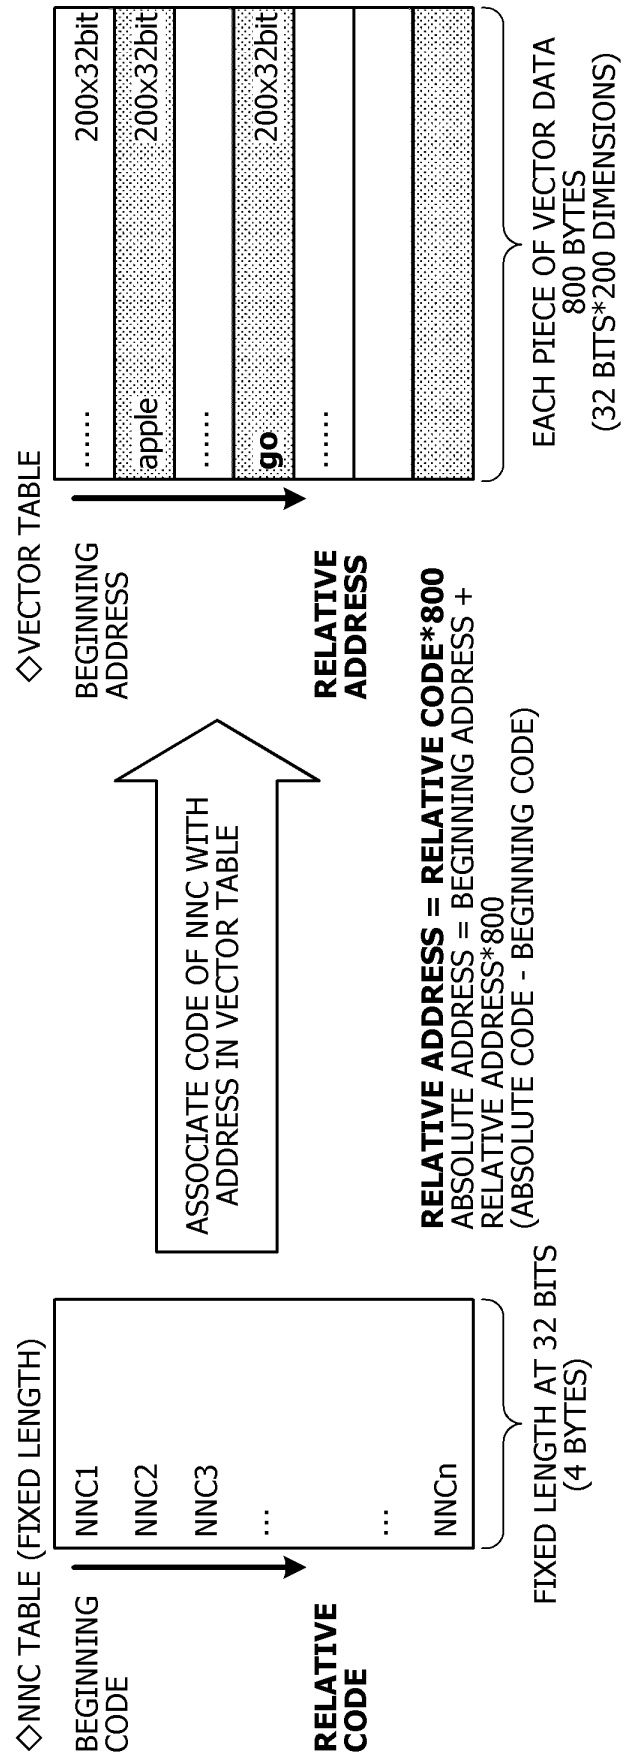 ◇NNC TABLE (FIXED LENGTH)
BEGINNING
CODE
RELATIVE
CODE
NNC1
NNC2
NNC3
...
...
NNCn
FIXED LENGTH AT 32 BITS
(4 BYTES)
ASSOCIATE CODE OF NNC WITH
ADDRESS IN VECTOR TABLE
RELATIVE ADDRESS = RELATIVE CODE*800
ABSOLUTE ADDRESS = BEGINNING ADDRESS +
RELATIVE ADDRESS*800
(ABSOLUTE CODE - BEGINNING CODE)
◇VECTOR TABLE
BEGINNING
ADDRESS
RELATIVE
ADDRESS
...... 200x32bit
apple 200x32bit
......
go 200x32bit
......
EACH PIECE OF VECTOR DATA
800 BYTES
(32 BITS*200 DIMENSIONS)